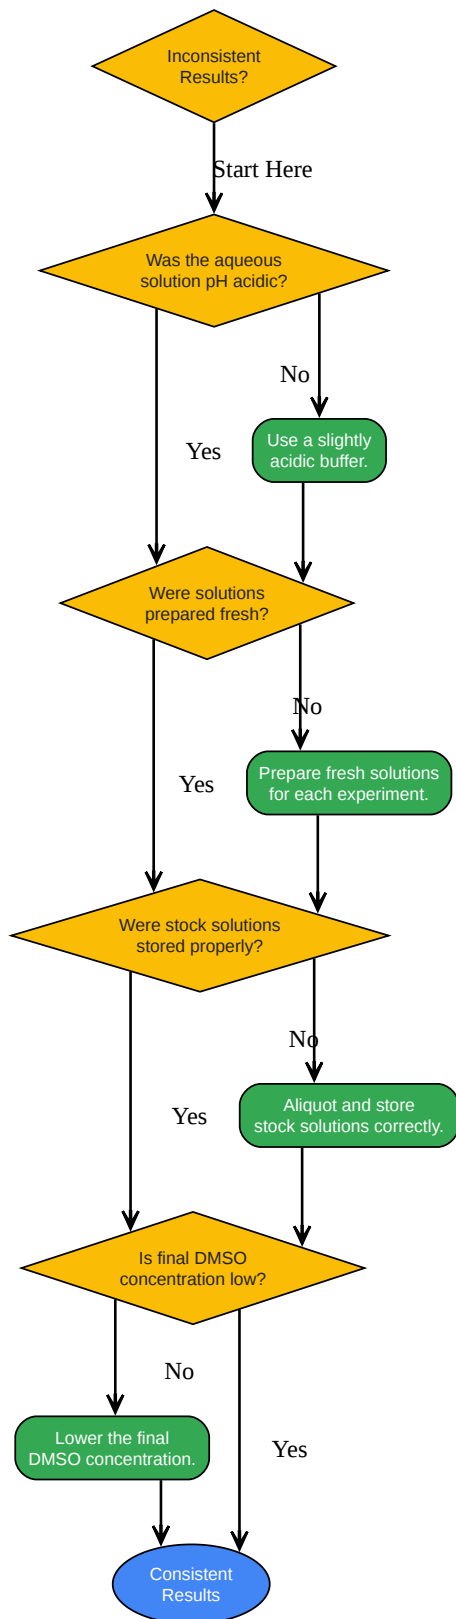 Inconsistent
Results?
Start Here
Was the aqueous
solution pH acidic?
No
Yes
Use a slightly
acidic buffer.
Were solutions
prepared fresh?
No
Yes
Prepare fresh solutions
for each experiment.
Were stock solutions
stored properly?
No
Yes
Aliquot and store
stock solutions correctly.
Is final DMSO
concentration low?
No
Yes
Lower the final
DMSO concentration.
Consistent
Results